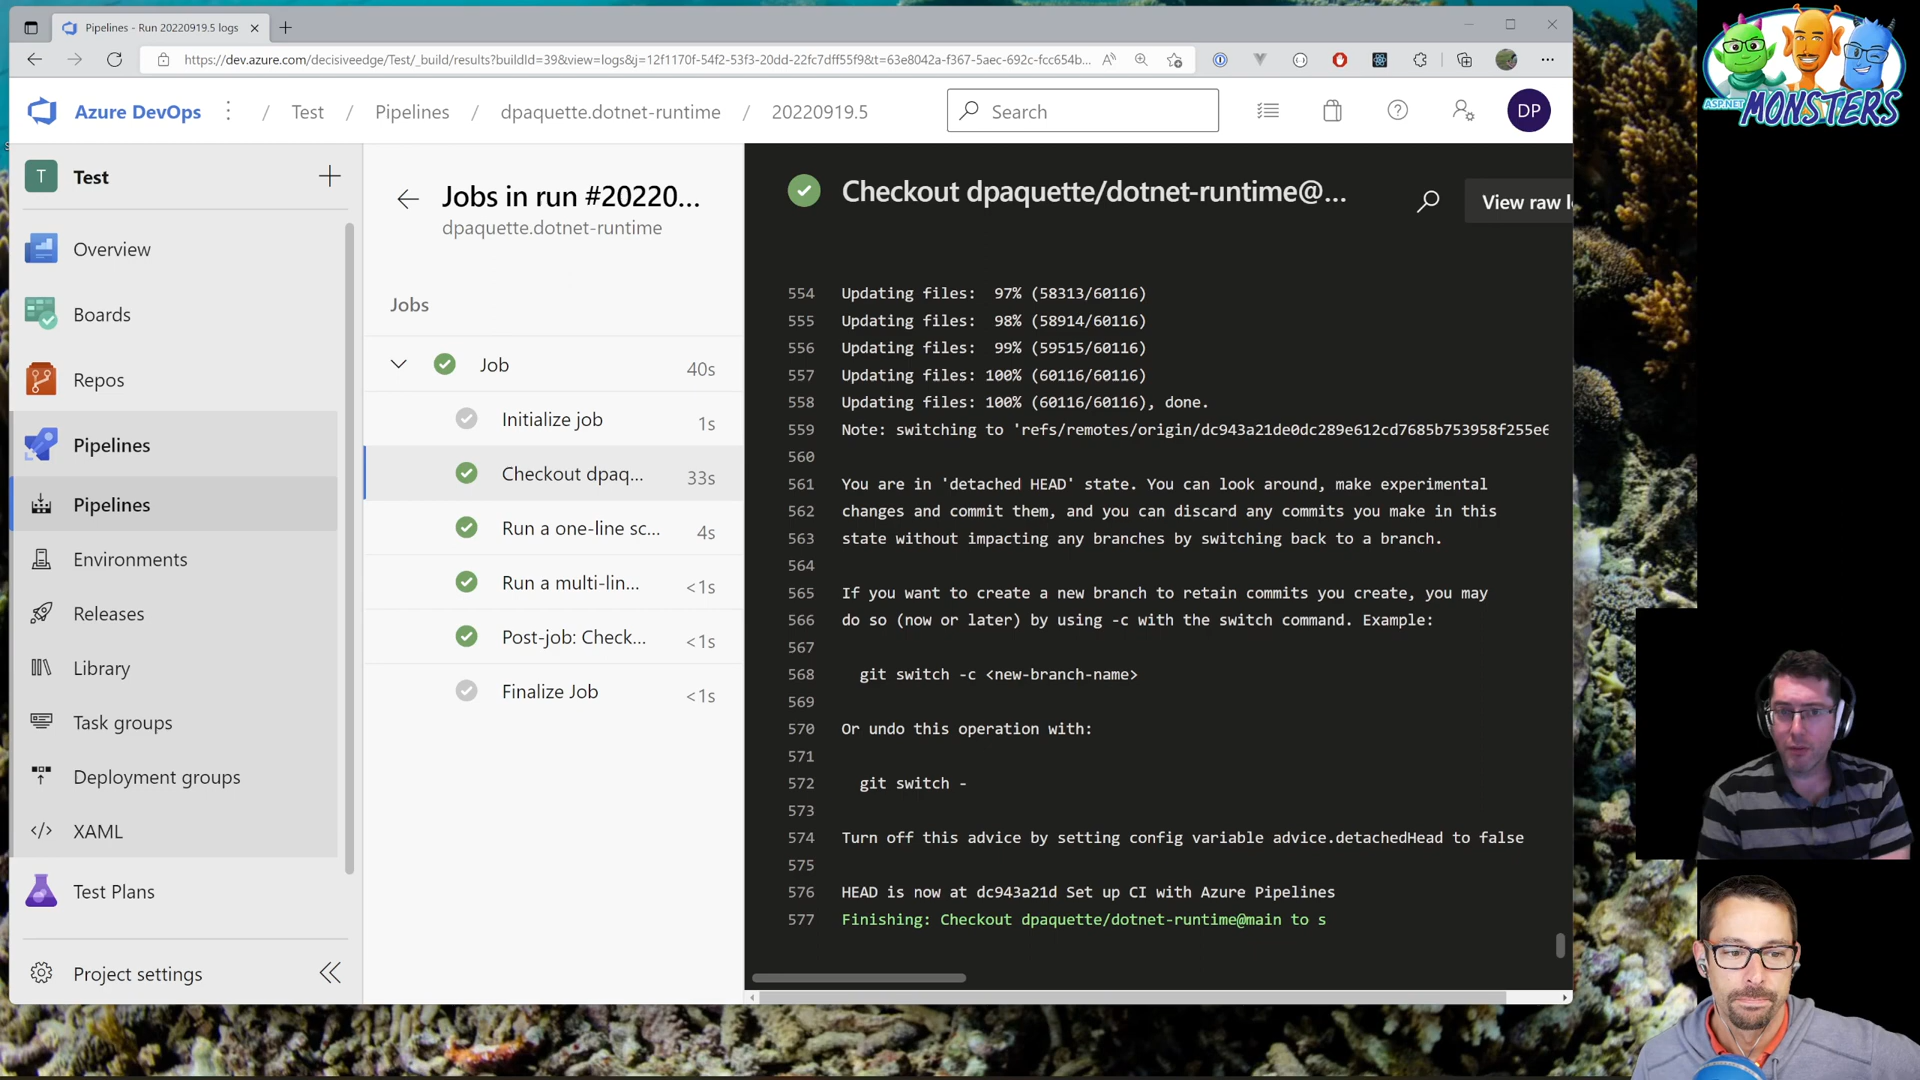 Pipelines - Run 20220919.5 logs
https://dev.azure.com/decisiveedge/Test/_build/results?buildId=39&view=logs&j=12f1170f-54f2-53f3-20dd-22fc7dff55f9&t=63e8042a-f367-5aec-692c-fcc654b...
Azure DevOps / Test / Pipelines / dpaquette.dotnet-runtime / 20220919.5
Search
DP
ASP.NET
MONSTERS
T Test
Overview
Boards
Repos
Pipelines
Pipelines
Environments
Releases
Library
Task groups
Deployment groups
XAML
Test Plans
Project settings
Jobs in run #20220...
dpaquette.dotnet-runtime
Jobs
Job 40s
Initialize job 1s
Checkout dpaq... 33s
Run a one-line sc... 4s
Run a multi-lin... <1s
Post-job: Check... <1s
Finalize Job <1s
Checkout dpaquette/dotnet-runtime@...
View raw l
554 Updating files:  97% (58313/60116)
555 Updating files:  98% (58914/60116)
556 Updating files:  99% (59515/60116)
557 Updating files: 100% (60116/60116)
558 Updating files: 100% (60116/60116), done.
559 Note: switching to 'refs/remotes/origin/dc943a21de0dc289e612cd7685b753958f255e6
560
561 You are in 'detached HEAD' state. You can look around, make experimental
562 changes and commit them, and you can discard any commits you make in this
563 state without impacting any branches by switching back to a branch.
564
565 If you want to create a new branch to retain commits you create, you may
566 do so (now or later) by using -c with the switch command. Example:
567
568   git switch -c <new-branch-name>
569
570 Or undo this operation with:
571
572   git switch -
573
574 Turn off this advice by setting config variable advice.detachedHead to false
575
576 HEAD is now at dc943a21d Set up CI with Azure Pipelines
577 Finishing: Checkout dpaquette/dotnet-runtime@main to s